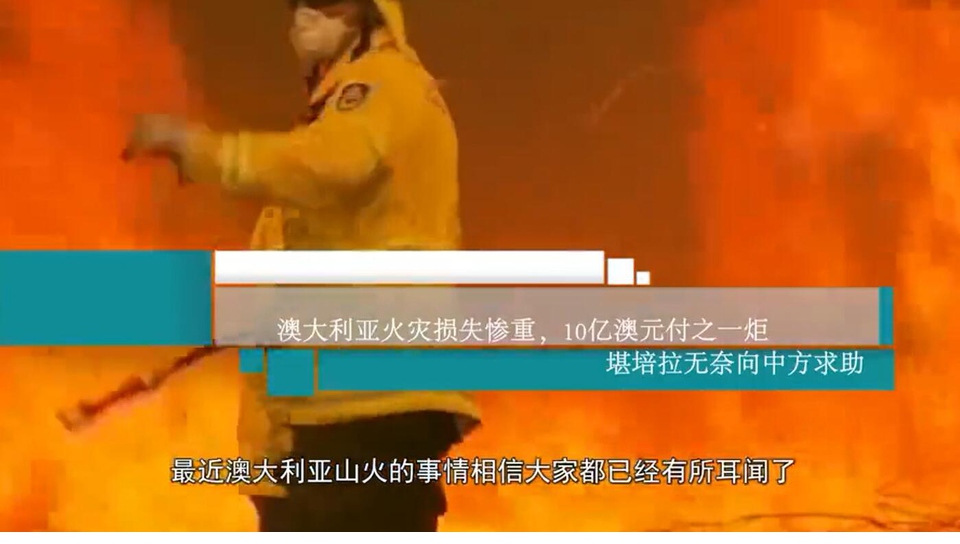 澳大利亚火灾损失惨重，10亿澳元付之一炬
堪培拉无奈向中方求助
最近澳大利亚山火的事情相信大家都已经有所耳闻了